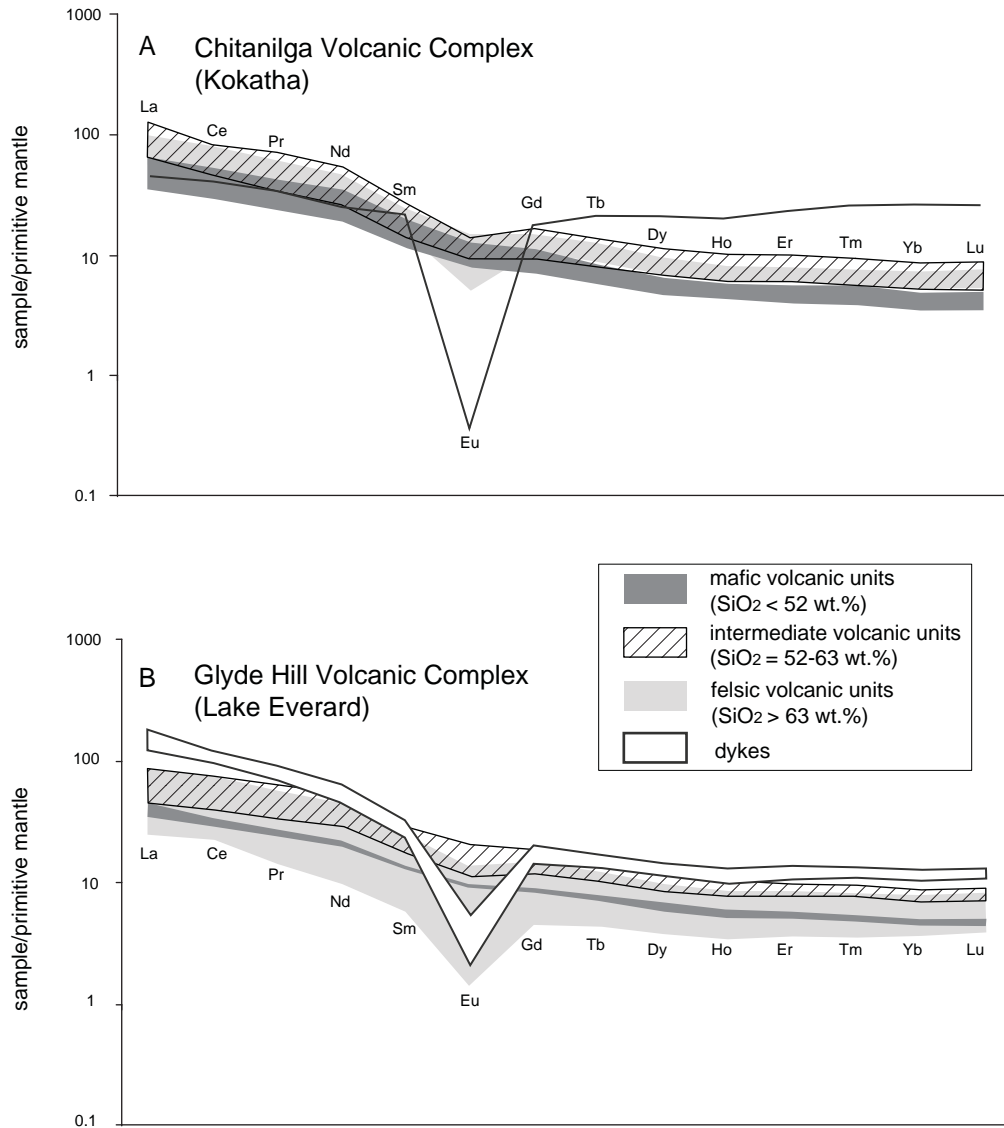 1000
A Chitanilga Volcanic Complex
(Kokatha)
La
Ce
Pr
Nd
Sm
Eu
Gd
Tb
Dy
Ho
Er
Tm
Yb
Lu
100
10
1
0.1
sample/primitive mantle
mafic volcanic units
(SiO2 < 52 wt.%)
intermediate volcanic units
(SiO2 = 52-63 wt.%)
felsic volcanic units
(SiO2 > 63 wt.%)
dykes
1000
B Glyde Hill Volcanic Complex
(Lake Everard)
100
10
1
0.1
sample/primitive mantle
La
Ce
Pr
Nd
Sm
Eu
Gd
Tb
Dy
Ho
Er
Tm
Yb
Lu